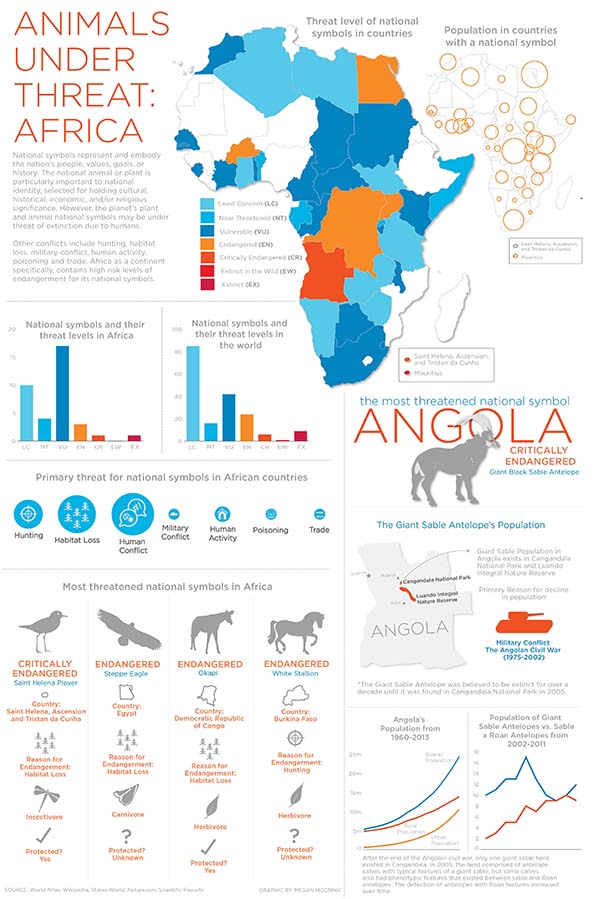 ANIMALS
UNDER
THREAT:
AFRICA
National symbols represent and embody
the nation's people, values, goals, or
history. The national animal or plant is
particularly important to national
identity, selected for holding cultural,
historical, economic, and/or religious
significance. However, the planet's plant
and animal national symbols may be under
threat of extinction due to humans.
Other conflicts include hunting, habitat
loss, military conflict, human activity,
poisoning and trade. Africa as a continent
specifically, contains high risk levels of
endangerment for its national symbols.
Threat level of national
symbols in countries
Population in countries
with a national symbol
Least Concern (LC)
Near Threatened (NT)
Vulnerable (VU)
Endangered (EN)
Critically Endangered (CR)
Extinct in the Wild (EW)
Extinct (EX)
Saint Helena, Ascension,
and Tristan da Cunha
Mauritius
Saint Helena, Ascension,
and Tristan da Cunha
Mauritius
National symbols and their
threat levels in Africa
20
15
10
5
0
LC NT VU EN CR EW EX
National symbols and
their threat levels in
the world
100
80
60
40
20
0
LC NT VU EN CR EW EX
Primary threat for national symbols in African countries
Hunting
Habitat Loss
Human
Conflict
Military
Conflict
Human
Activity
Poisoning
Trade
Most threatened national symbols in Africa
CRITICALLY
ENDANGERED
Saint Helena Plover
Country:
Saint Helena, Ascension
and Tristan da Cunha
Reason for
Endangerment:
Habitat Loss
Insectivore
Protected?
Yes
ENDANGERED
Steppe Eagle
Country:
Egypt
Reason for
Endangerment:
Habitat Loss
Carnivore
?
Protected?
Unknown
ENDANGERED
Okapi
Country:
Democratic Republic
of Congo
Reason for
Endangerment:
Habitat Loss
Herbivore
Protected?
Yes
ENDANGERED
White Stallion
Country:
Burkina Faso
Reason for
Endangerment:
Hunting
Herbivore
?
Protected?
Unknown
the most threatened national symbol
ANGOLA
CRITICALLY
ENDANGERED
Giant Black Sable Antelope
The Giant Sable Antelope's Population
Giant Sable Population in
Angola exists in Cangandala
National Park and Luando
Integral Nature Reserve
Luanda
Cangandala National Park
Luando Integral
Nature Reserve
ANGOLA
Primary Reason for decline
in population:
Military Conflict
The Angolan Civil War
(1975-2002)
*The Giant Sable Antelope was believed to be extinct for over a
decade until it was found in Cangandala National Park in 2005.
Angola's
Population from
1960-2013
25m
20m
15m
10m
5m
0
Overall
Population
Rural
Population
Urban
Population
Population of Giant
Sable Antelopes vs. Sable
x Roan Antelopes from
2002-2011
18
16
14
12
10
8
6
4
2
0
After the end of the Angolan civil war, only one giant sable herd
existed in Cangandala. In 2005, the herd comprised of antelope
calves with typical features of a giant sable, but some calves
also had phenotypic features that existed between sable and Roan
antelopes. The detection of antelopes with Roan features increased
over time.
SOURCE: World Atlas, Wikipedia, States World, Nature.com Scientific Reports
GRAPHIC BY MEGAN MCCRINK